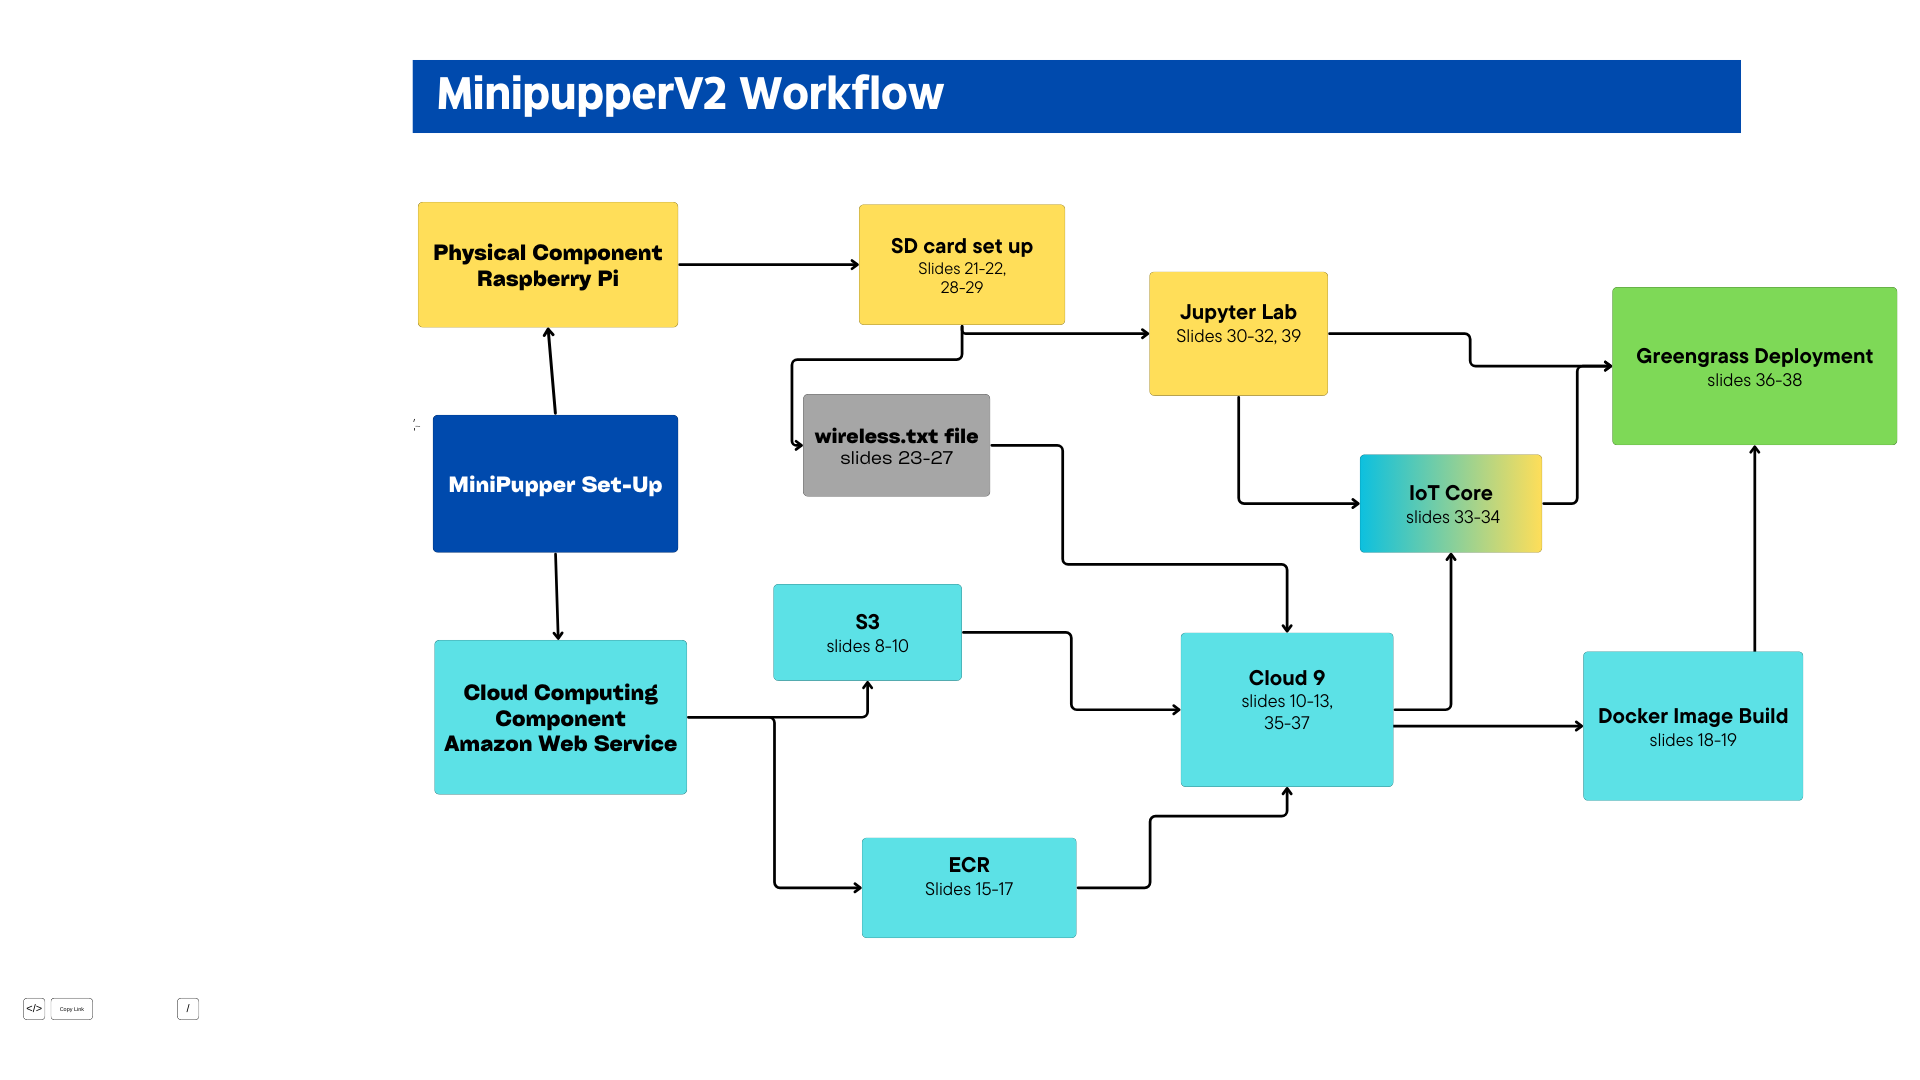 MinipupperV2 Workflow
Physical Component
Raspberry Pi
SD card set up
Slides 21-22,
28-29
Jupyter Lab
Slides 30-32, 39
Greengrass Deployment
slides 36-38
wireless.txt file
slides 23-27
MiniPupper Set-Up
IoT Core
slides 33-34
S3
slides 8-10
Cloud Computing
Component
Amazon Web Service
Cloud 9
slides 10-13,
35-37
Docker Image Build
slides 18-19
ECR
Slides 15-17
</> Copy Link /